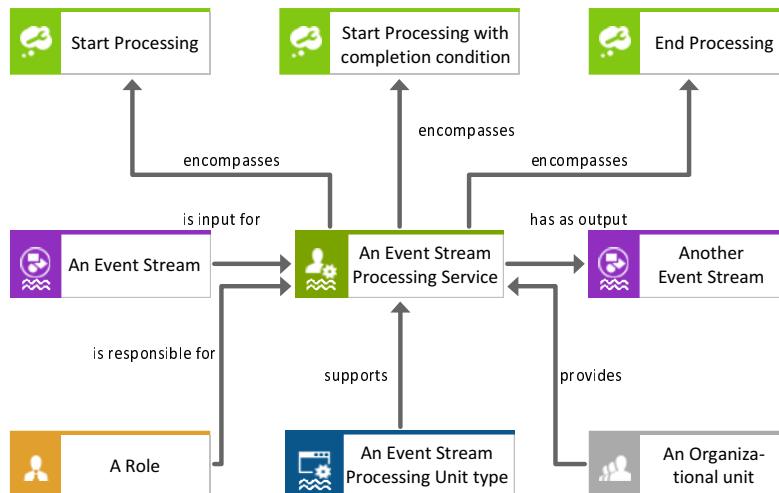 Start Processing
Start Processing with
completion condition
End Processing
encompasses
encompasses
encompasses
is input for
has as output
An Event Stream
An Event Stream
Processing Service
Another
Event Stream
is responsible for
supports
provides
A Role
An Event Stream
Processing Unit type
An Organiza-
tional unit